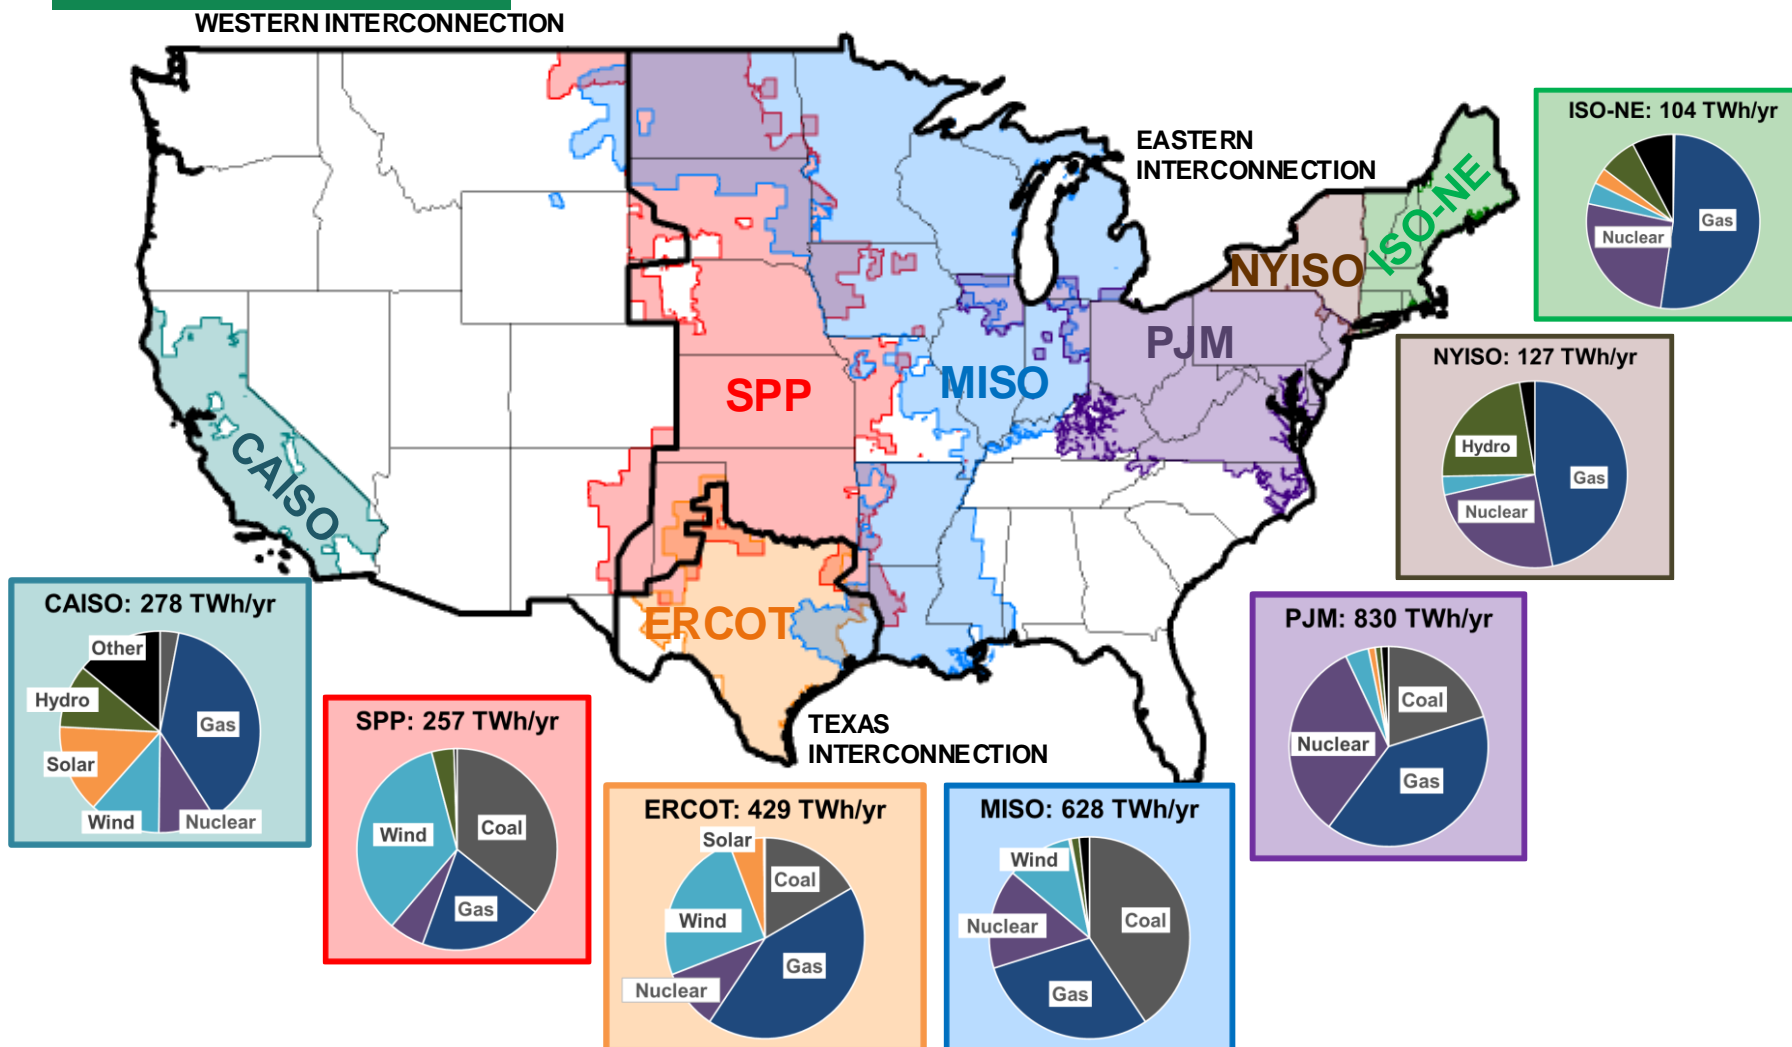 WESTERN INTERCONNECTION
EASTERN
INTERCONNECTION
TEXAS
INTERCONNECTION
CAISO
SPP
ERCOT
MISO
PJM
NYISO
ISO-NE
ISO-NE: 104 TWh/yr
Gas
Nuclear
NYISO: 127 TWh/yr
Hydro
Gas
Nuclear
PJM: 830 TWh/yr
Coal
Nuclear
Gas
CAISO: 278 TWh/yr
Other
Hydro
Gas
Solar
Wind
Nuclear
SPP: 257 TWh/yr
Wind
Coal
Gas
ERCOT: 429 TWh/yr
Solar
Coal
Wind
Gas
Nuclear
MISO: 628 TWh/yr
Wind
Coal
Nuclear
Gas